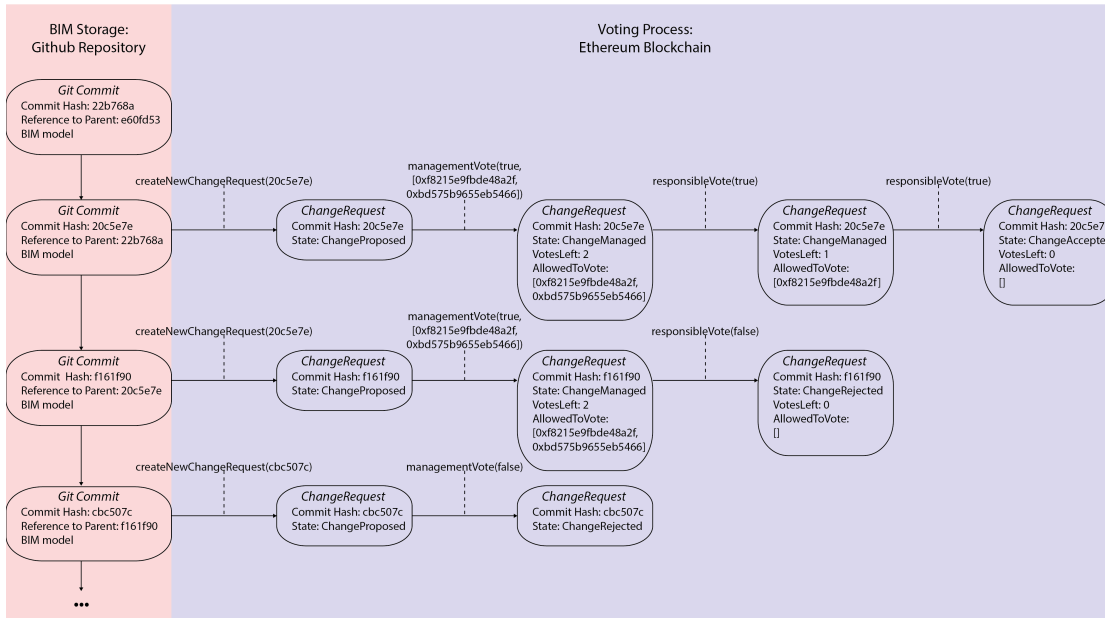 BIM Storage:
Github Repository
Voting Process:
Ethereum Blockchain
Git Commit
Commit Hash: 22b768a
Reference to Parent: e60fd53
BIM model
createNewChangeRequest(20c5e7e)
managementVote(true,
[0xf8215e9fbde48a2f,
0xbd575b9655eb5466])
responsibleVote(true)
responsibleVote(true)
Git Commit
Commit Hash: 20c5e7e
Reference to Parent: 22b768a
BIM model
ChangeRequest
Commit Hash: 20c5e7e
State: ChangeProposed
ChangeRequest
Commit Hash: 20c5e7e
State: ChangeManaged
VotesLeft: 2
AllowedToVote:
[0xf8215e9fbde48a2f,
0xbd575b9655eb5466]
ChangeRequest
Commit Hash: 20c5e7e
State: ChangeManaged
VotesLeft: 1
AllowedToVote:
[0xf8215e9fbde48a2f]
ChangeRequest
Commit Hash: 20c5e7
State: ChangeAccepte
VotesLeft: 0
AllowedToVote:
[]
createNewChangeRequest(20c5e7e)
managementVote(true,
[0xf8215e9fbde48a2f,
0xbd575b9655eb5466])
responsibleVote(false)
Git Commit
Commit Hash: f161f90
Reference to Parent: 20c5e7e
BIM model
ChangeRequest
Commit Hash: f161f90
State: ChangeProposed
ChangeRequest
Commit Hash: f161f90
State: ChangeManaged
VotesLeft: 2
AllowedToVote:
[0xf8215e9fbde48a2f,
0xbd575b9655eb5466]
ChangeRequest
Commit Hash: f161f90
State: ChangeRejected
VotesLeft: 0
AllowedToVote:
[]
createNewChangeRequest(cbc507c)
managementVote(false)
Git Commit
Commit Hash: cbc507c
Reference to Parent: f161f90
BIM model
ChangeRequest
Commit Hash: cbc507c
State: ChangeProposed
ChangeRequest
Commit Hash: cbc507c
State: ChangeRejected
•••